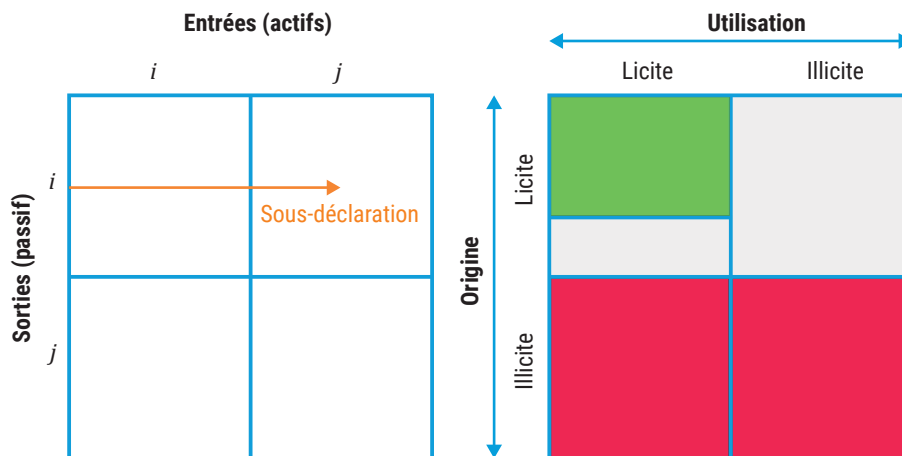 Entrées (actifs)
i
j
Sorties (passif)
i
j
Sous-déclaration
Utilisation
Licite
Illicite
Origine
Licite
Illicite